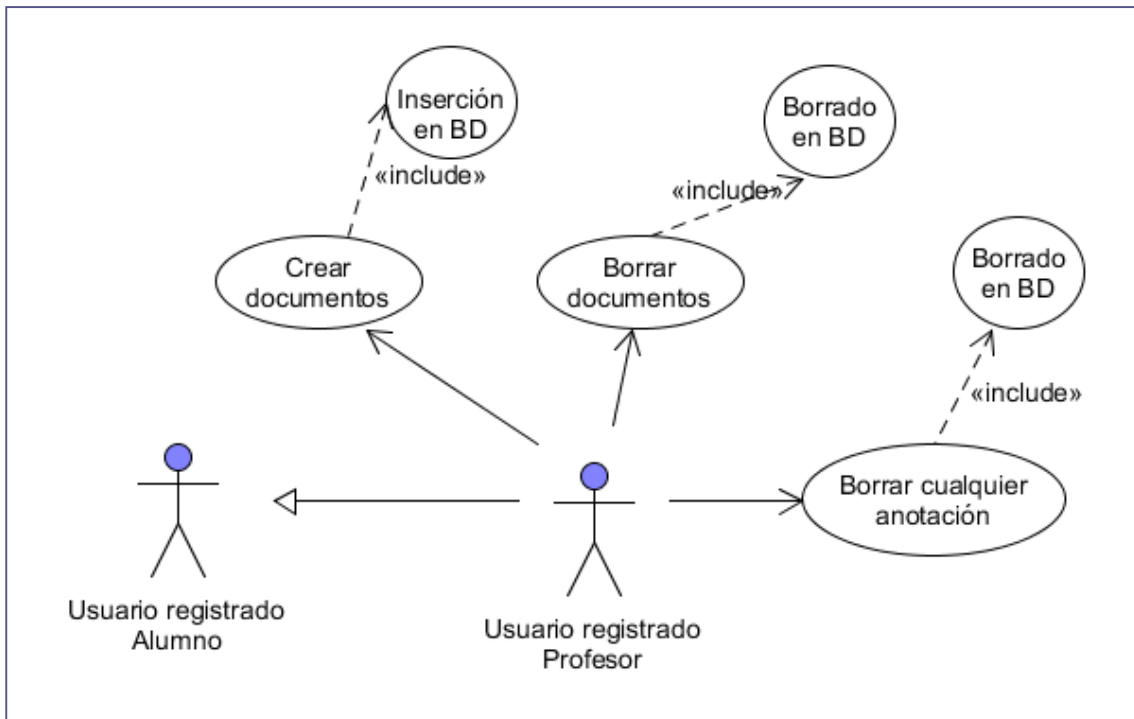 Inserción
en BD
«include»
Crear
documentos
Borrado
en BD
«include»
Borrar
documentos
Borrado
en BD
«include»
Borrar cualquier
anotación
Usuario registrado
Alumno
Usuario registrado
Profesor